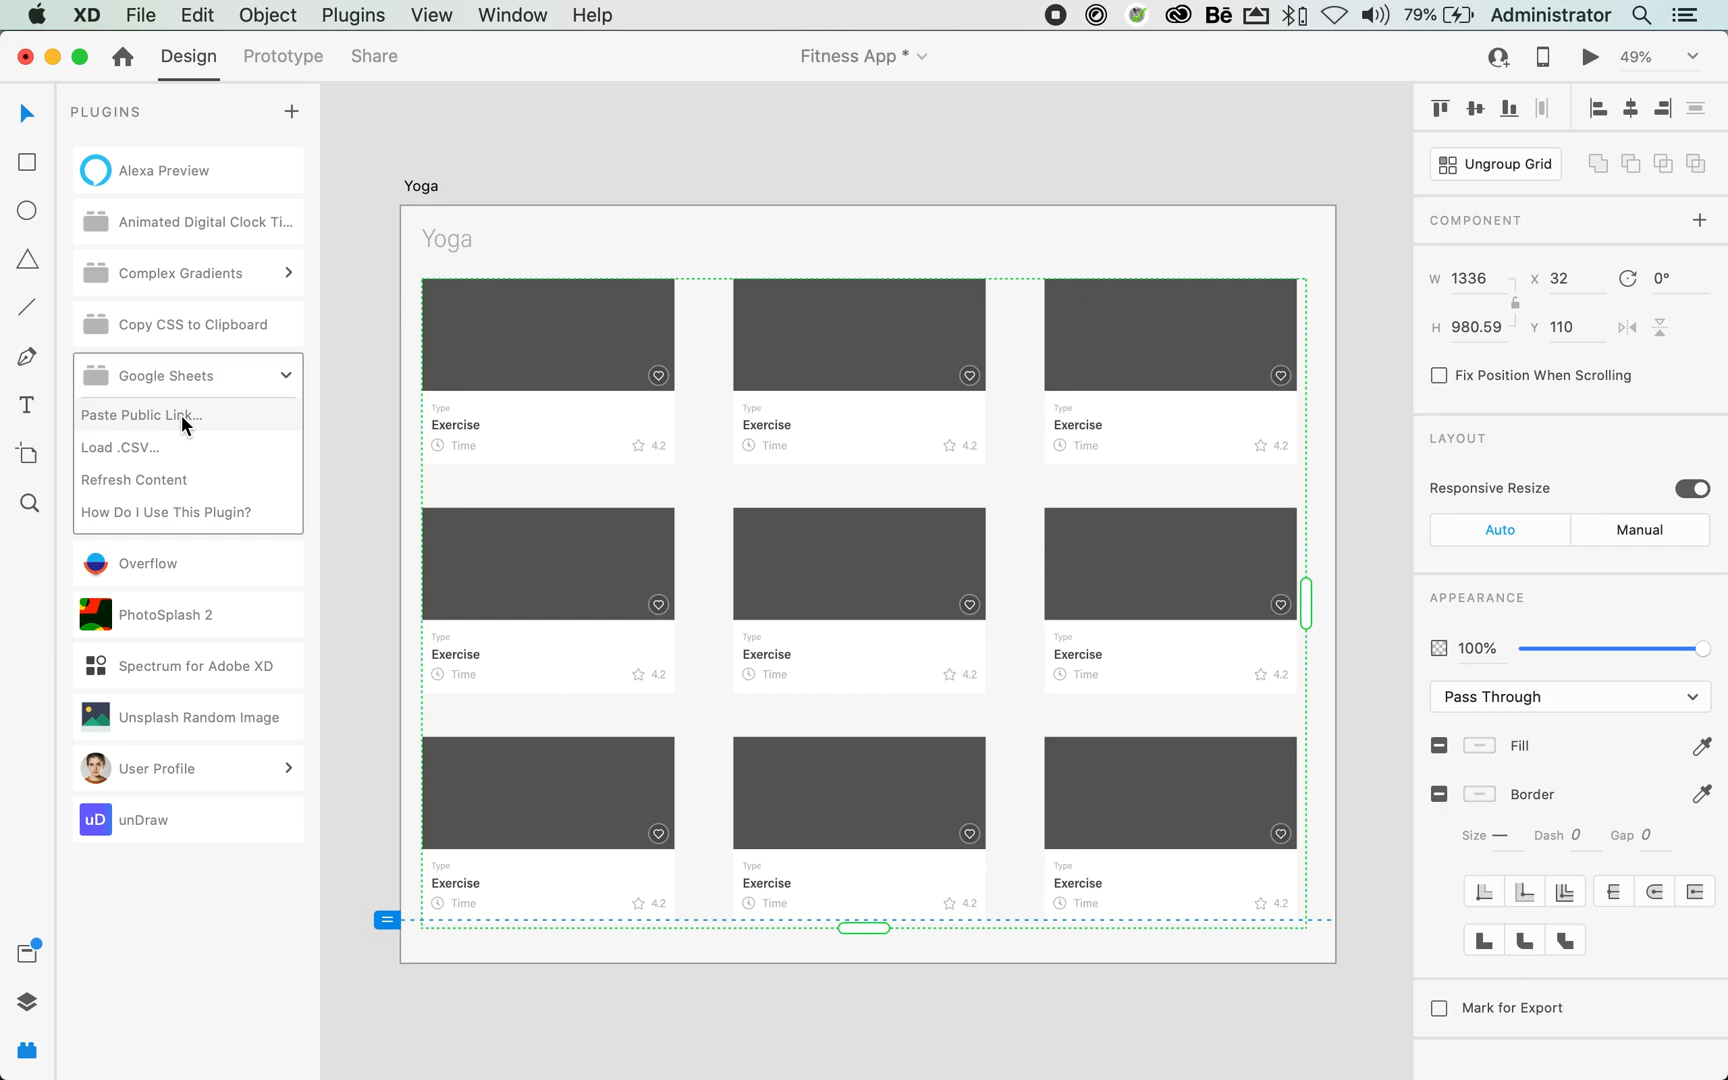 XD File Edit Object Plugins View Window Help Bē 79% Administrator
Design Prototype Share Fitness App * 49%
PLUGINS
Alexa Preview
Animated Digital Clock Ti...
Complex Gradients
Copy CSS to Clipboard
Google Sheets
Paste Public Link...
Load .CSV...
Refresh Content
How Do I Use This Plugin?
Overflow
PhotoSplash 2
Spectrum for Adobe XD
Unsplash Random Image
User Profile
uD unDraw
Yoga
Yoga
Type Type Type
Exercise Exercise Exercise
Time 4.2 Time 4.2 Time 4.2
Type Type Type
Exercise Exercise Exercise
Time 4.2 Time 4.2 Time 4.2
Type Type Type
Exercise Exercise Exercise
Time 4.2 Time 4.2 Time 4.2
Ungroup Grid
COMPONENT
W 1336 X 32 0°
H 980.59 Y 110
Fix Position When Scrolling
LAYOUT
Responsive Resize
Auto Manual
APPEARANCE
100%
Pass Through
Fill
Border
Size — Dash 0 Gap 0
Mark for Export